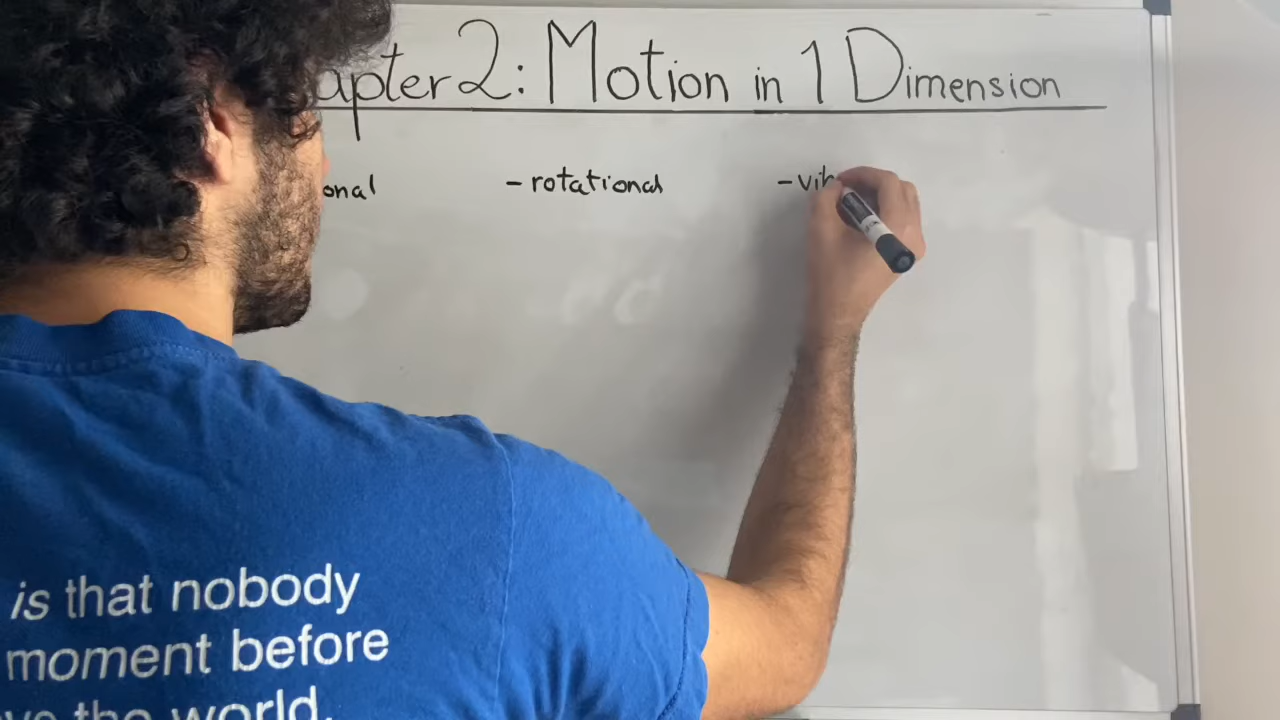 apter 2: Motion in 1 Dimension
onal - rotational - vib
is that nobody
moment before
the world.